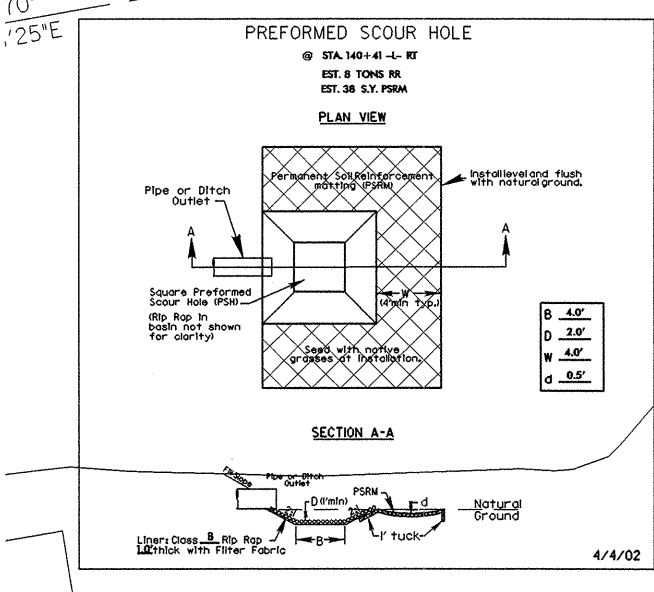 70'
'25"E
PREFORMED SCOUR HOLE
@ STA. 140+41 -L- RT
EST. 8 TONS RR
EST. 38 S.Y. PSRM
PLAN VIEW
Permanent Soil Reinforcement
matting (PSRM)
Install level and flush
with natural ground.
Pipe or Ditch
Outlet
A
A
Square Preformed
Scour Hole (PSH)
(Rip Rap in
basin not shown
for clarity)
W
(4'min typ.)
Seed with native
grasses at installation.
B 4.0'
D 2.0'
W 4.0'
d 0.5'
SECTION A-A
Fill Slope
Pipe or Ditch
Outlet
D (1'min)
PSRM
d
Natural
Ground
B
1' tuck
Liner: Class B Rip Rap
1.0' thick with Filter Fabric
4/4/02